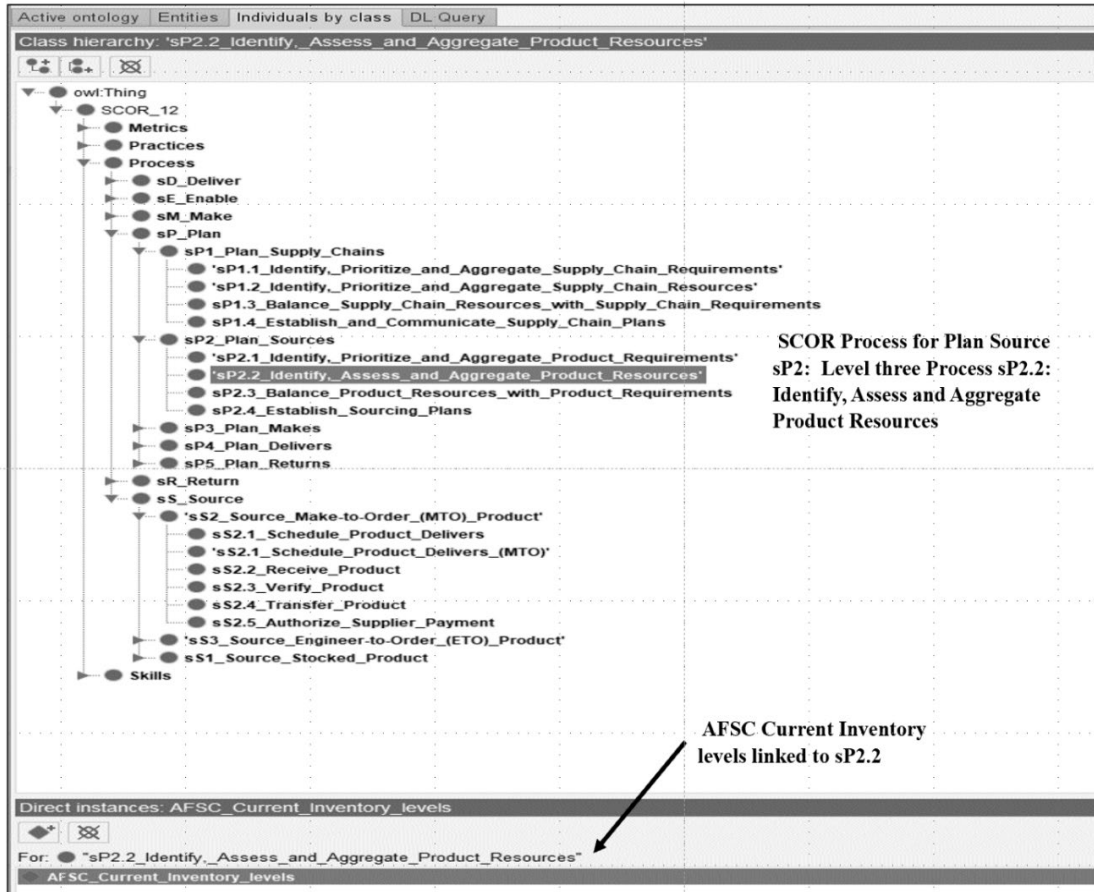 Active ontology Entities Individuals by class DL Query
Class hierarchy: 'sP2.2_Identify,_Assess_and_Aggregate_Product_Resources'
owl:Thing
SCOR_12
Metrics
Practices
Process
sD_Deliver
sE_Enable
sM_Make
sP_Plan
sP1_Plan_Supply_Chains
'sP1.1_Identify,_Prioritize_and_Aggregate_Supply_Chain_Requirements'
'sP1.2_Identify,_Prioritize_and_Aggregate_Supply_Chain_Resources'
sP1.3_Balance_Supply_Chain_Resources_with_Supply_Chain_Requirements
sP1.4_Establish_and_Communicate_Supply_Chain_Plans
sP2_Plan_Sources
'sP2.1_Identify,_Prioritize_and_Aggregate_Product_Requirements'
'sP2.2_Identify,_Assess_and_Aggregate_Product_Resources'
sP2.3_Balance_Product_Resources_with_Product_Requirements
sP2.4_Establish_Sourcing_Plans
sP3_Plan_Makes
sP4_Plan_Delivers
sP5_Plan_Returns
sR_Return
sS_Source
'sS2_Source_Make-to-Order_(MTO)_Product'
sS2.1_Schedule_Product_Delivers
'sS2.1_Schedule_Product_Delivers_(MTO)'
sS2.2_Receive_Product
sS2.3_Verify_Product
sS2.4_Transfer_Product
sS2.5_Authorize_Supplier_Payment
'sS3_Source_Engineer-to-Order_(ETO)_Product'
sS1_Source_Stocked_Product
Skills
SCOR Process for Plan Source
sP2: Level three Process sP2.2:
Identify, Assess and Aggregate
Product Resources
AFSC Current Inventory
levels linked to sP2.2
Direct instances: AFSC_Current_Inventory_levels
For: "sP2.2_Identify,_Assess_and_Aggregate_Product_Resources"
AFSC_Current_Inventory_levels